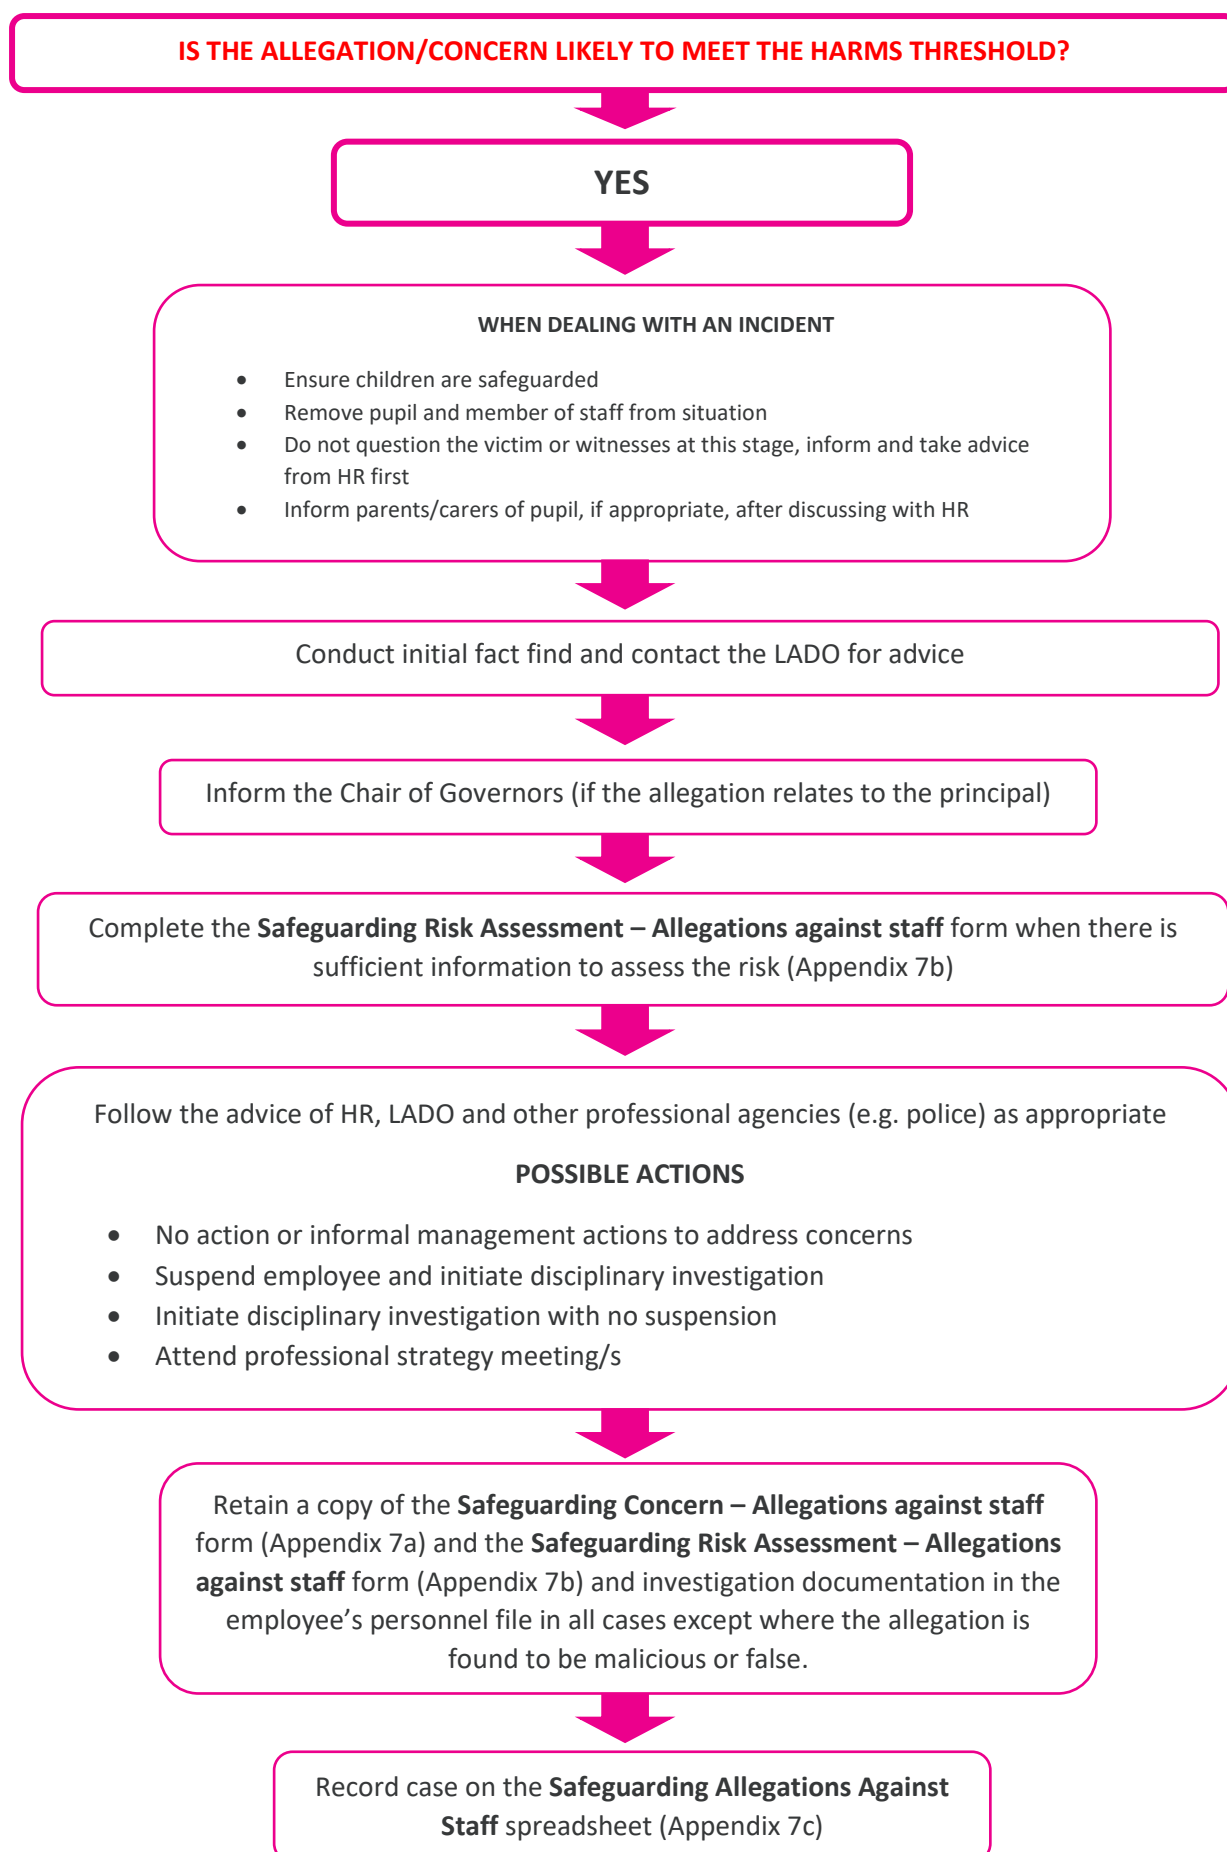 IS THE ALLEGATION/CONCERN LIKELY TO MEET THE HARMS THRESHOLD?
YES
WHEN DEALING WITH AN INCIDENT
• Ensure children are safeguarded
• Remove pupil and member of staff from situation
• Do not question the victim or witnesses at this stage, inform and take advice
from HR first
• Inform parents/carers of pupil, if appropriate, after discussing with HR
Conduct initial fact find and contact the LADO for advice
Inform the Chair of Governors (if the allegation relates to the principal)
Complete the Safeguarding Risk Assessment – Allegations against staff form when there is
sufficient information to assess the risk (Appendix 7b)
Follow the advice of HR, LADO and other professional agencies (e.g. police) as appropriate
POSSIBLE ACTIONS
• No action or informal management actions to address concerns
• Suspend employee and initiate disciplinary investigation
• Initiate disciplinary investigation with no suspension
• Attend professional strategy meeting/s
Retain a copy of the Safeguarding Concern – Allegations against staff
form (Appendix 7a) and the Safeguarding Risk Assessment – Allegations
against staff form (Appendix 7b) and investigation documentation in the
employee’s personnel file in all cases except where the allegation is
found to be malicious or false.
Record case on the Safeguarding Allegations Against
Staff spreadsheet (Appendix 7c)